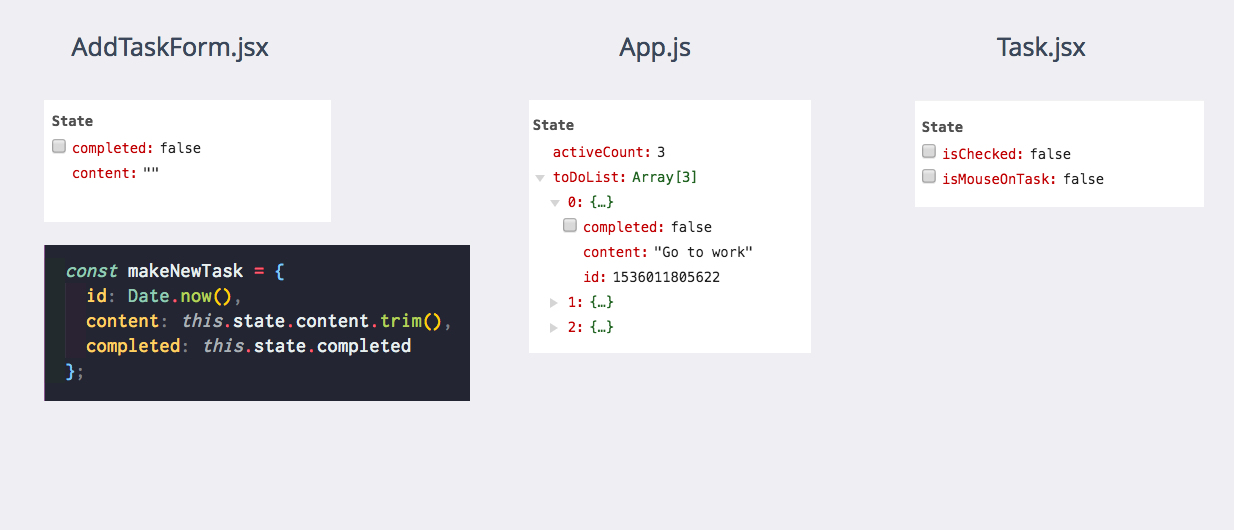 AddTaskForm.jsx
State
completed: false
content: ""
const makeNewTask = {
id: Date.now(),
content: this.state.content.trim(),
completed: this.state.completed
};
App.js
State
activeCount: 3
toDoList: Array[3]
0: {…}
completed: false
content: "Go to work"
id: 1536011805622
1: {…}
2: {…}
Task.jsx
State
isChecked: false
isMouseOnTask: false